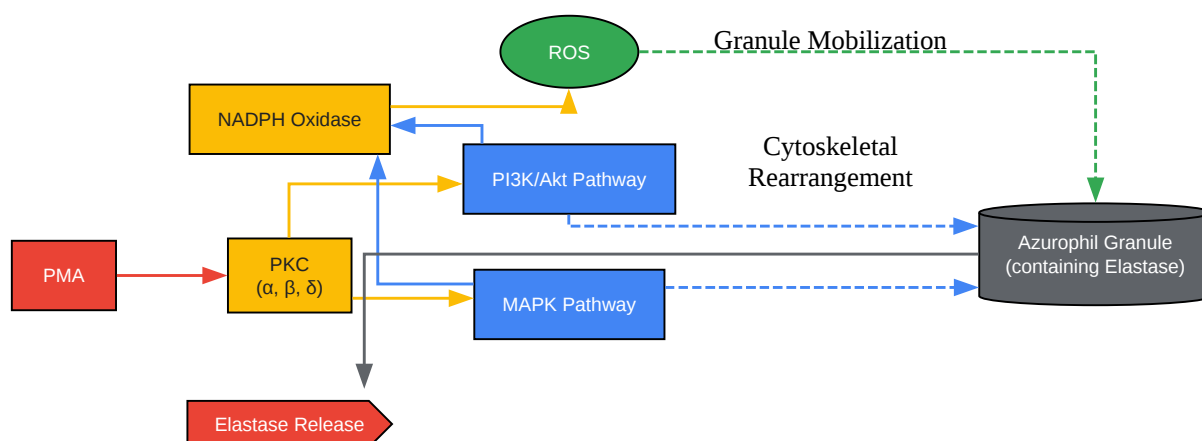 ROS
Granule Mobilization
NADPH Oxidase
Cytoskeletal
Rearrangement
PI3K/Akt Pathway
PMA
PKC
(α, β, δ)
Azurophil Granule
(containing Elastase)
MAPK Pathway
Elastase Release